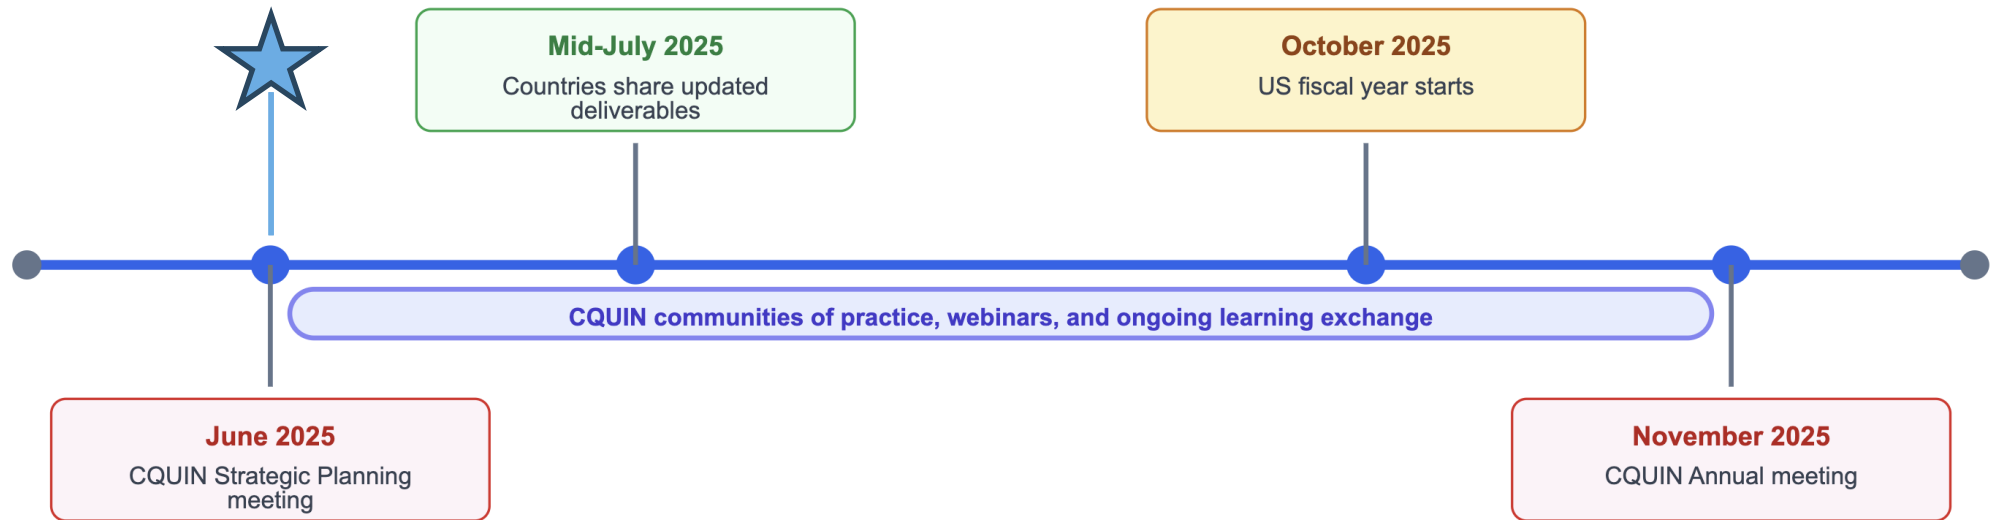 Mid-July 2025
Countries share updated
deliverables
October 2025
US fiscal year starts
CQUIN communities of practice, webinars, and ongoing learning exchange
June 2025
CQUIN Strategic Planning
meeting
November 2025
CQUIN Annual meeting